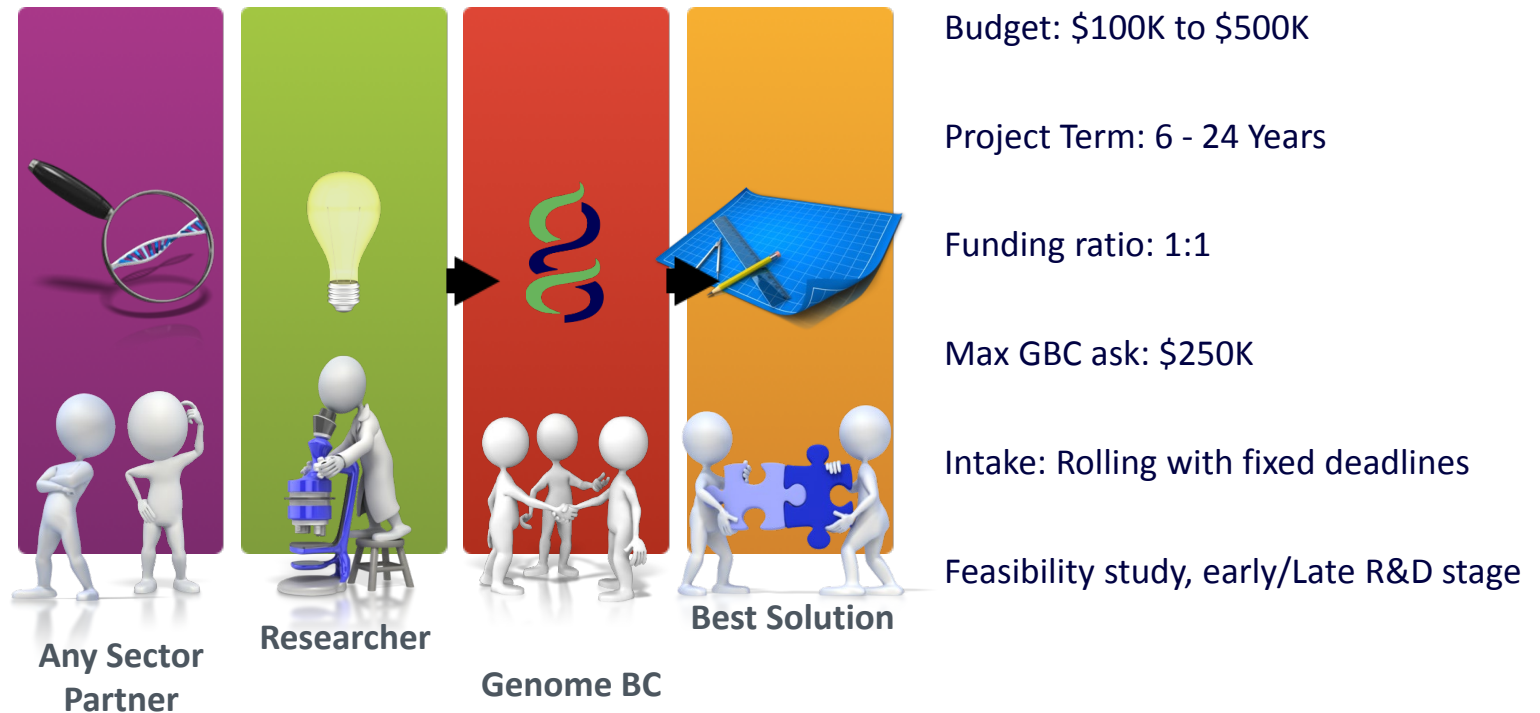 Budget: $100K to $500K
Project Term: 6 - 24 Years
Funding ratio: 1:1
Max GBC ask: $250K
Intake: Rolling with fixed deadlines
Feasibility study, early/Late R&D stage
Any Sector
Partner
Researcher
Genome BC
Best Solution